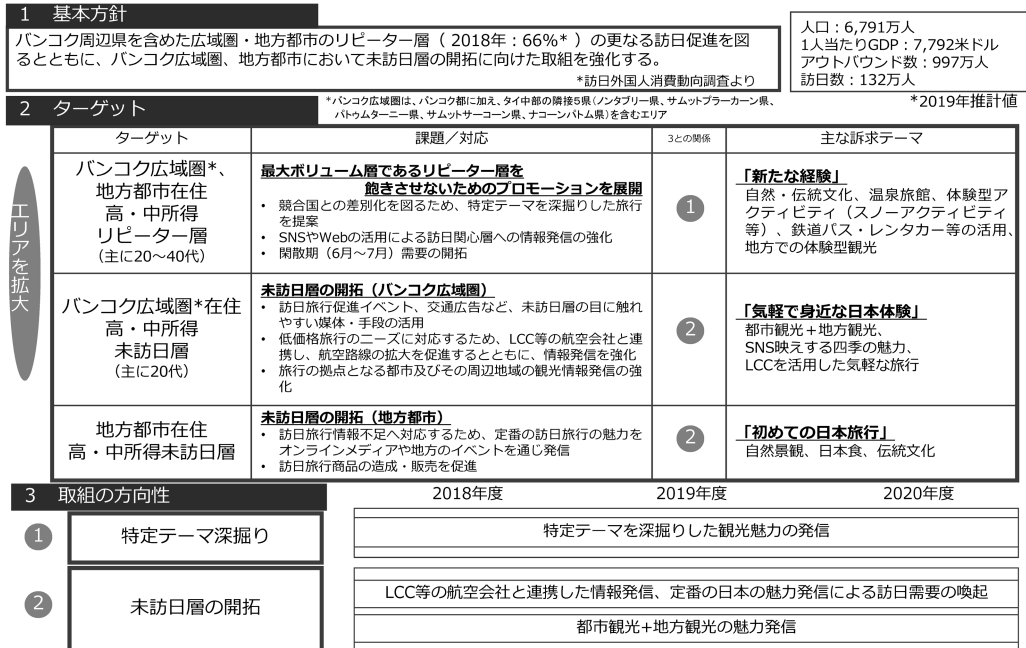 1 基本方針
バンコク周辺県を含めた広域圏・地方都市のリピーター層（ 2018年：66%* ）の更なる訪日促進を図
るとともに、バンコク広域圏、地方都市において未訪日層の開拓に向けた取組を強化する。
*訪日外国人消費動向調査より
人口：6,791万人
1人当たりGDP：7,792米ドル
アウトバウンド数：997万人
訪日数：132万人
*2019年推計値
2 ターゲット
*バンコク広域圏は、バンコク都に加え、タイ中部の隣接5県（ノンタブリー県、サムットプラーカーン県、
パトゥムターニー県、サムットサーコーン県、ナコーンパトム県）を含むエリア
ターゲット
課題／対応
3との関係
主な訴求テーマ
エリアを拡大
バンコク広域圏*、
地方都市在住
高・中所得
リピーター層
（主に20～40代）
最大ボリューム層であるリピーター層を
飽きさせないためのプロモーションを展開
• 競合国との差別化を図るため、特定テーマを深掘りした旅行
を提案
• SNSやWebの活用による訪日関心層への情報発信の強化
• 閑散期（6月～7月）需要の開拓
1
「新たな経験」
自然・伝統文化、温泉旅館、体験型ア
クティビティ（スノーアクティビティ
等）、鉄道パス・レンタカー等の活用、
地方での体験型観光
バンコク広域圏*在住
高・中所得
未訪日層
（主に20代）
未訪日層の開拓（バンコク広域圏）
• 訪日旅行促進イベント、交通広告など、未訪日層の目に触れ
やすい媒体・手段の活用
• 低価格旅行のニーズに対応するため、LCC等の航空会社と連
携し、航空路線の拡大を促進するとともに、情報発信を強化
• 旅行の拠点となる都市及びその周辺地域の観光情報発信の強
化
2
「気軽で身近な日本体験」
都市観光＋地方観光、
SNS映えする四季の魅力、
LCCを活用した気軽な旅行
地方都市在住
高・中所得未訪日層
未訪日層の開拓（地方都市）
• 訪日旅行情報不足へ対応するため、定番の訪日旅行の魅力を
オンラインメディアや地方のイベントを通じ発信
• 訪日旅行商品の造成・販売を促進
2
「初めての日本旅行」
自然景観、日本食、伝統文化
3 取組の方向性
2018年度
2019年度
2020年度
1
特定テーマ深掘り
特定テーマを深掘りした観光魅力の発信
2
未訪日層の開拓
LCC等の航空会社と連携した情報発信、定番の日本の魅力発信による訪日需要の喚起
都市観光+地方観光の魅力発信